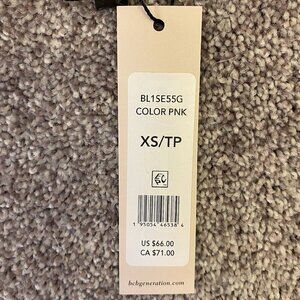 BL1SE55G
COLOR PNK
XS/TP
1 95054 46538 4
US $66.00
CA $71.00
bcbgeneration.com